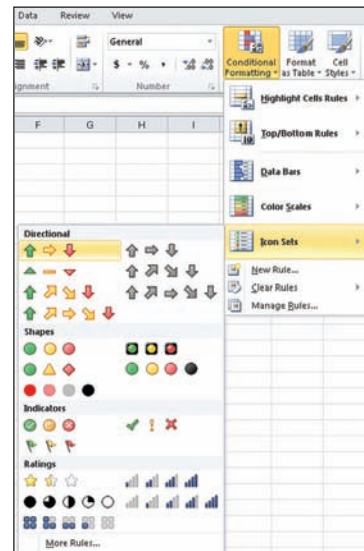 Data Review View
General
$ - % ,
Conditional Formatting
Format as Table
Cell Styles
ignment
Number
F G H I
Highlight Cells Rules
Top/Bottom Rules
Data Bars
Color Scales
Icon Sets
New Rule...
Clear Rules
Manage Rules...
Directional
Shapes
Indicators
Ratings
More Rules...